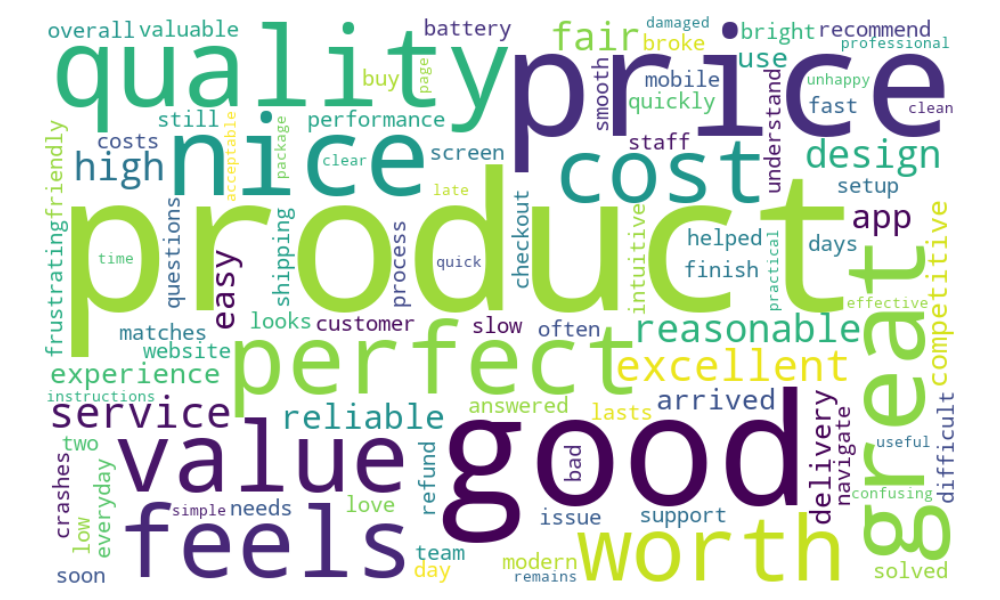 overall
valuable
battery
damaged
bright
recommend
quality
price
fair
broke
professional
buy
page
smooth
mobile
use
understand
unhappy
quickly
fast
clean
still
performance
costs
nice
high
clear
acceptable
package
screen
staff
cost
design
setup
late
friendly
frustrating
questions
easy
shipping
process
product
time
quick
checkout
intuitive
helped
finish
practical
days
app
great
competitive
effective
matches
looks
customer
slow
often
reasonable
website
perfect
excellent
experience
instructions
service
reliable
answered
lasts
arrived
delivery
navigate
difficult
two
value
good
bad
useful
crashes
low
everyday
refund
confusing
simple
needs
love
issue
support
feels
worth
team
day
modern
remains
soon
solved